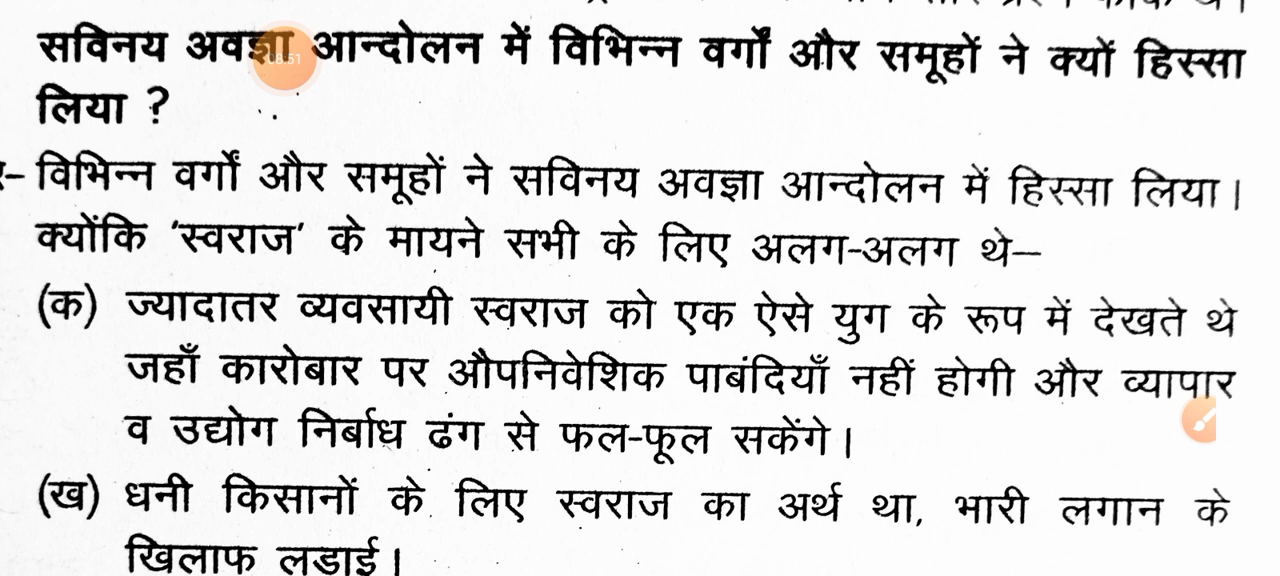 सविनय अवज्ञा आन्दोलन में विभिन्न वर्गों और समूहों ने क्यों हिस्सा
लिया ?
विभिन्न वर्गों और समूहों ने सविनय अवज्ञा आन्दोलन में हिस्सा लिया।
क्योंकि 'स्वराज' के मायने सभी के लिए अलग-अलग थे—
(क) ज्यादातर व्यवसायी स्वराज को एक ऐसे युग के रूप में देखते थे
जहाँ कारोबार पर औपनिवेशिक पाबंदियाँ नहीं होगी और व्यापार
व उद्योग निर्बाध ढंग से फल-फूल सकेंगे।
(ख) धनी किसानों के लिए स्वराज का अर्थ था, भारी लगान के
खिलाफ लडाई।